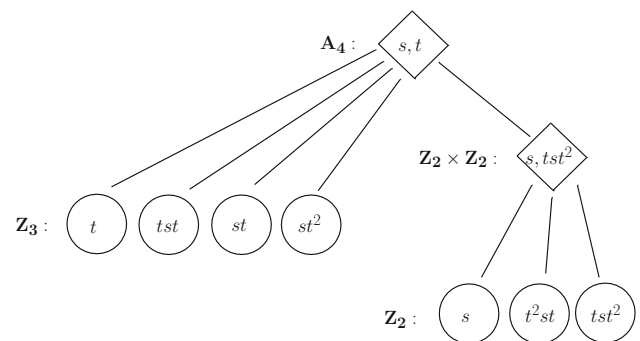 A₄ : s, t
Z₂ × Z₂ : s, tst²
Z₃ : t tst st st²
Z₂ : s t²st tst²